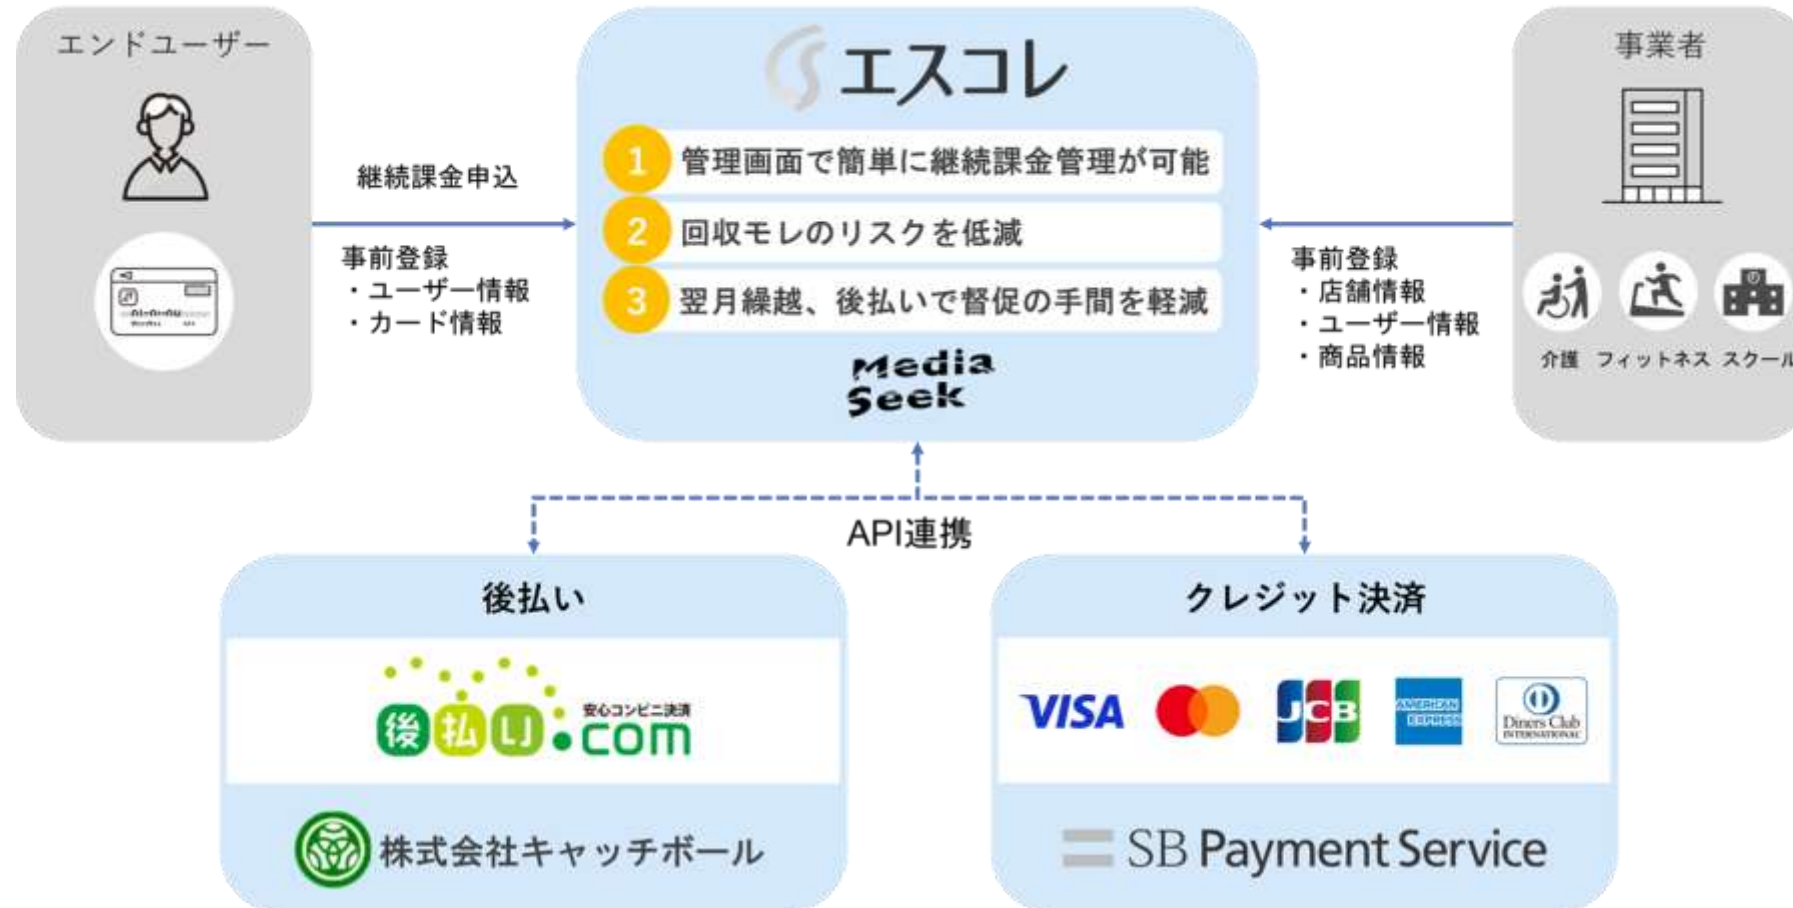 エンドユーザー
継続課金申込
事前登録
・ユーザー情報
・カード情報
エスコレ
1 管理画面で簡単に継続課金管理が可能
2 回収モレのリスクを低減
3 翌月繰越、後払いで督促の手間を軽減
Media
Seek
事業者
事前登録
・店舗情報
・ユーザー情報
・商品情報
介護 フィットネス スクール
API連携
後払い
安心コンビニ決済
後払い.com
株式会社キャッチボール
クレジット決済
VISA
JCB
AMERICAN
EXPRESS
Diners Club
INTERNATIONAL
SB Payment Service